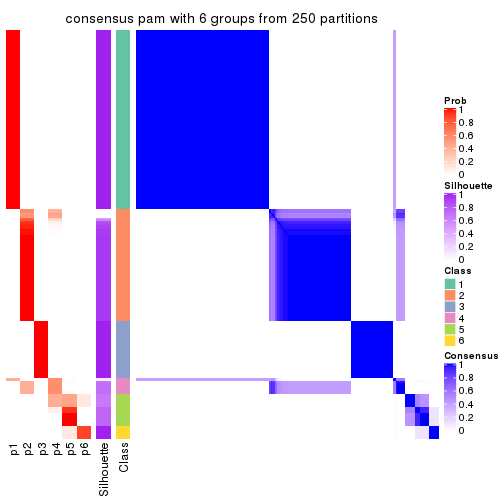 consensus pam with 6 groups from 250 partitions
Prob
1
0.8
0.6
0.4
0.2
0
Silhouette
1
0.8
0.6
0.4
0.2
0
Class
1
2
3
4
5
6
Consensus
1
0.8
0.6
0.4
0.2
0
p1
p2
p3
p4
p5
p6
Silhouette
Class